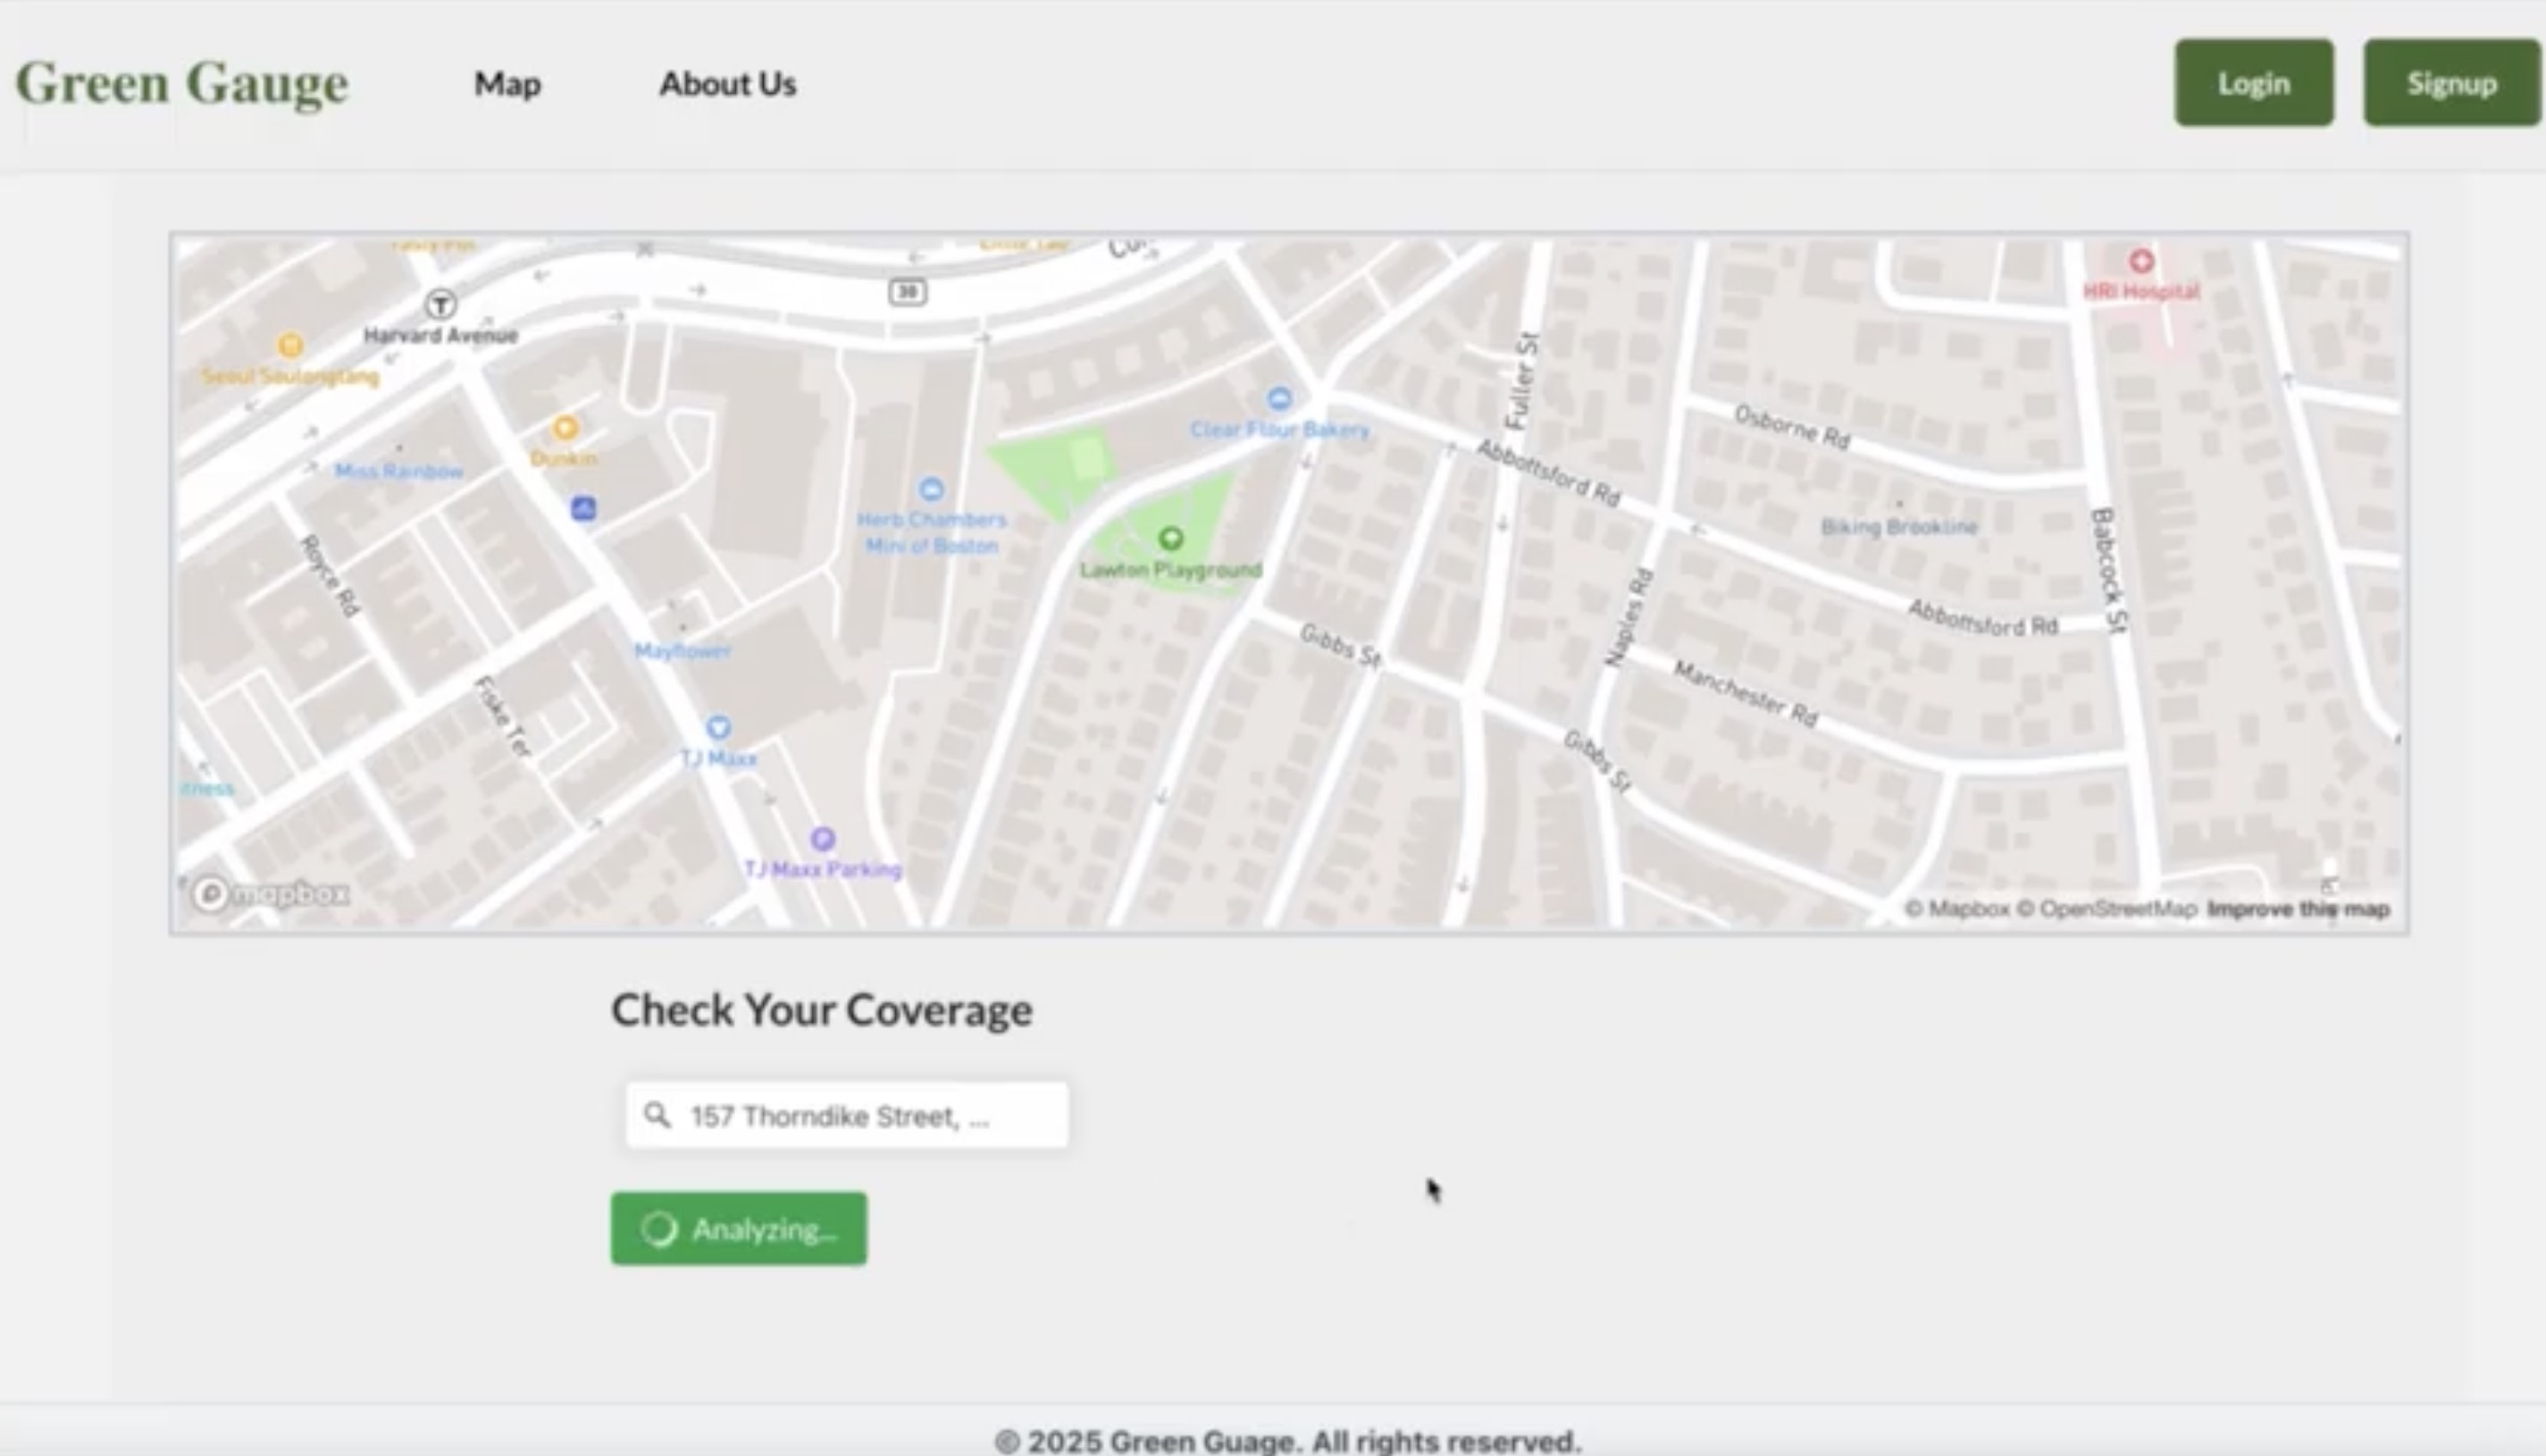 Green Gauge
Map
About Us
Login
Signup
30
HRI Hospital
Harvard Avenue
Seoul Soulongtang
Fuller St
Osborne Rd
Clear Flour Bakery
Dunkin
Miss Rainbow
Abbottsford Rd
Herb Chambers
Mini of Boston
Biking Brookline
Babcock St
Royce Rd
Lawton Playground
Naples Rd
Abbottsford Rd
Gibbs St
Mayflower
Manchester Rd
Fiske Ter
TJ Maxx
Gibbs St
itness
TJ Maxx Parking
mapbox
© Mapbox © OpenStreetMap Improve this map
Check Your Coverage
157 Thorndike Street, ...
Analyzing...
© 2025 Green Guage. All rights reserved.